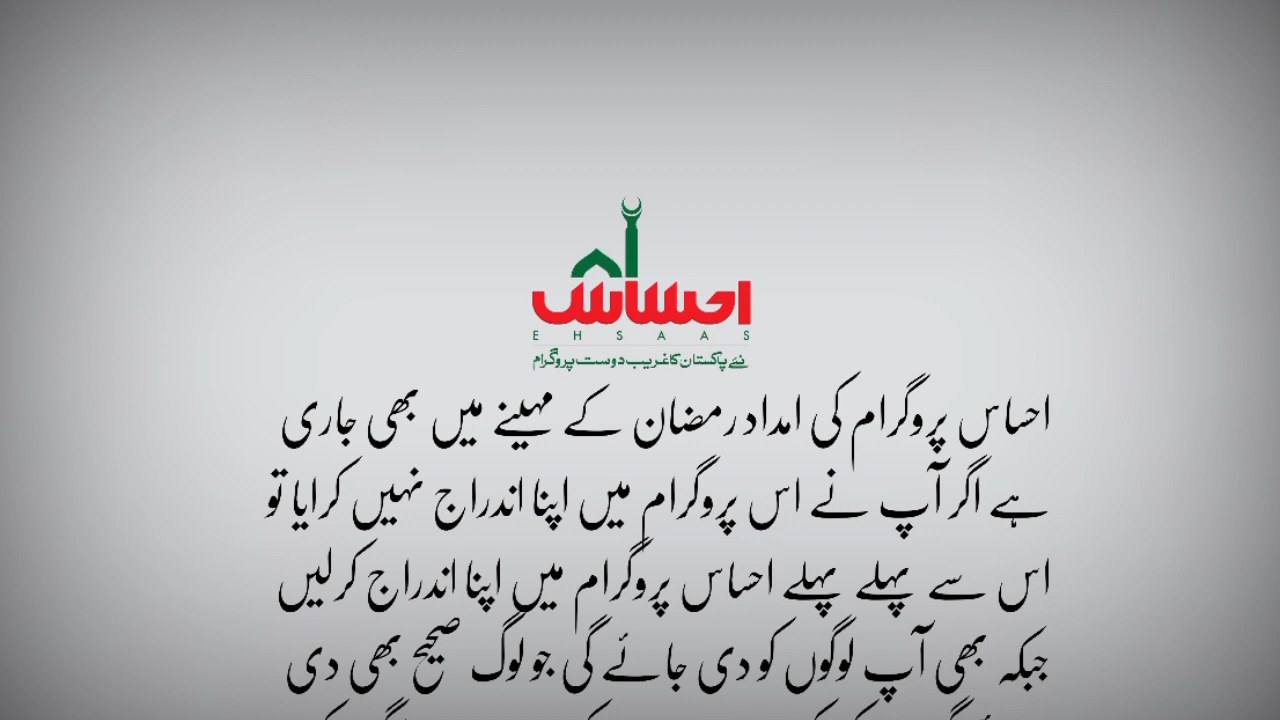 احساس
EHSAAS
نئے پاکستان کا غریب دوست پروگرام
احساس پروگرام کی امداد رمضان کے مہینے میں بھی جاری
ہے اگر آپ نے اس پروگرام میں اپنا اندراج نہیں کرایا تو
اس سے پہلے پہلے احساس پروگرام میں اپنا اندراج کر لیں
جبکہ بھی آپ لوگوں کو دی جائے گی جو لوگ صحیح بھی دی